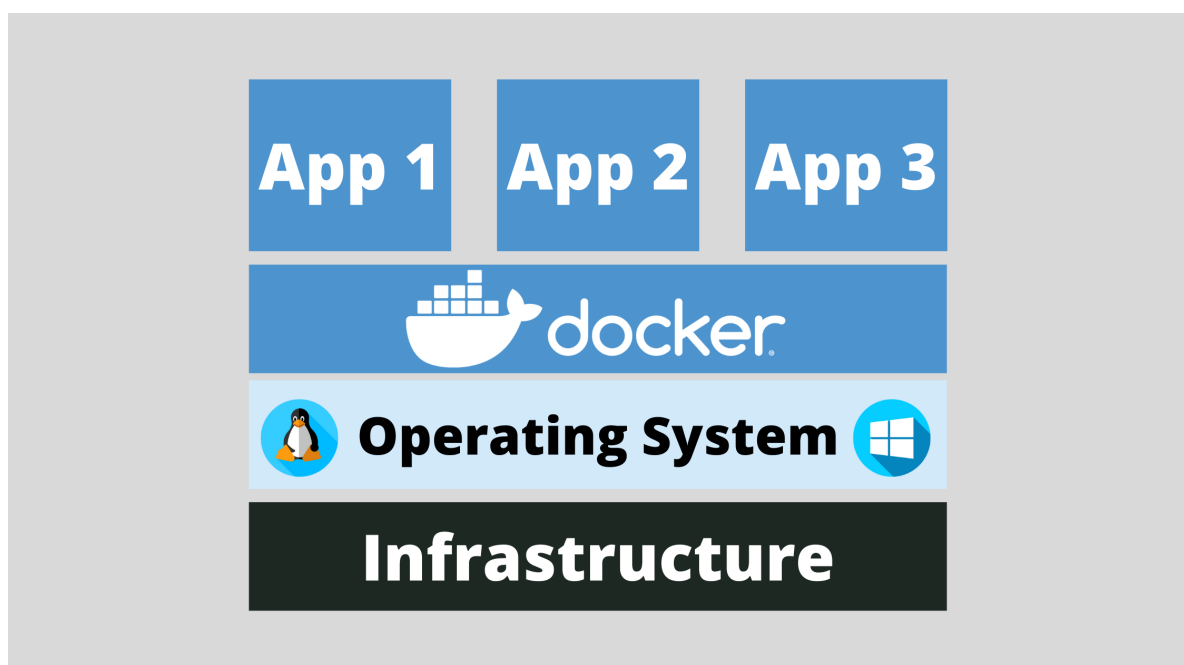 App 1 App 2 App 3
docker
Operating System
Infrastructure